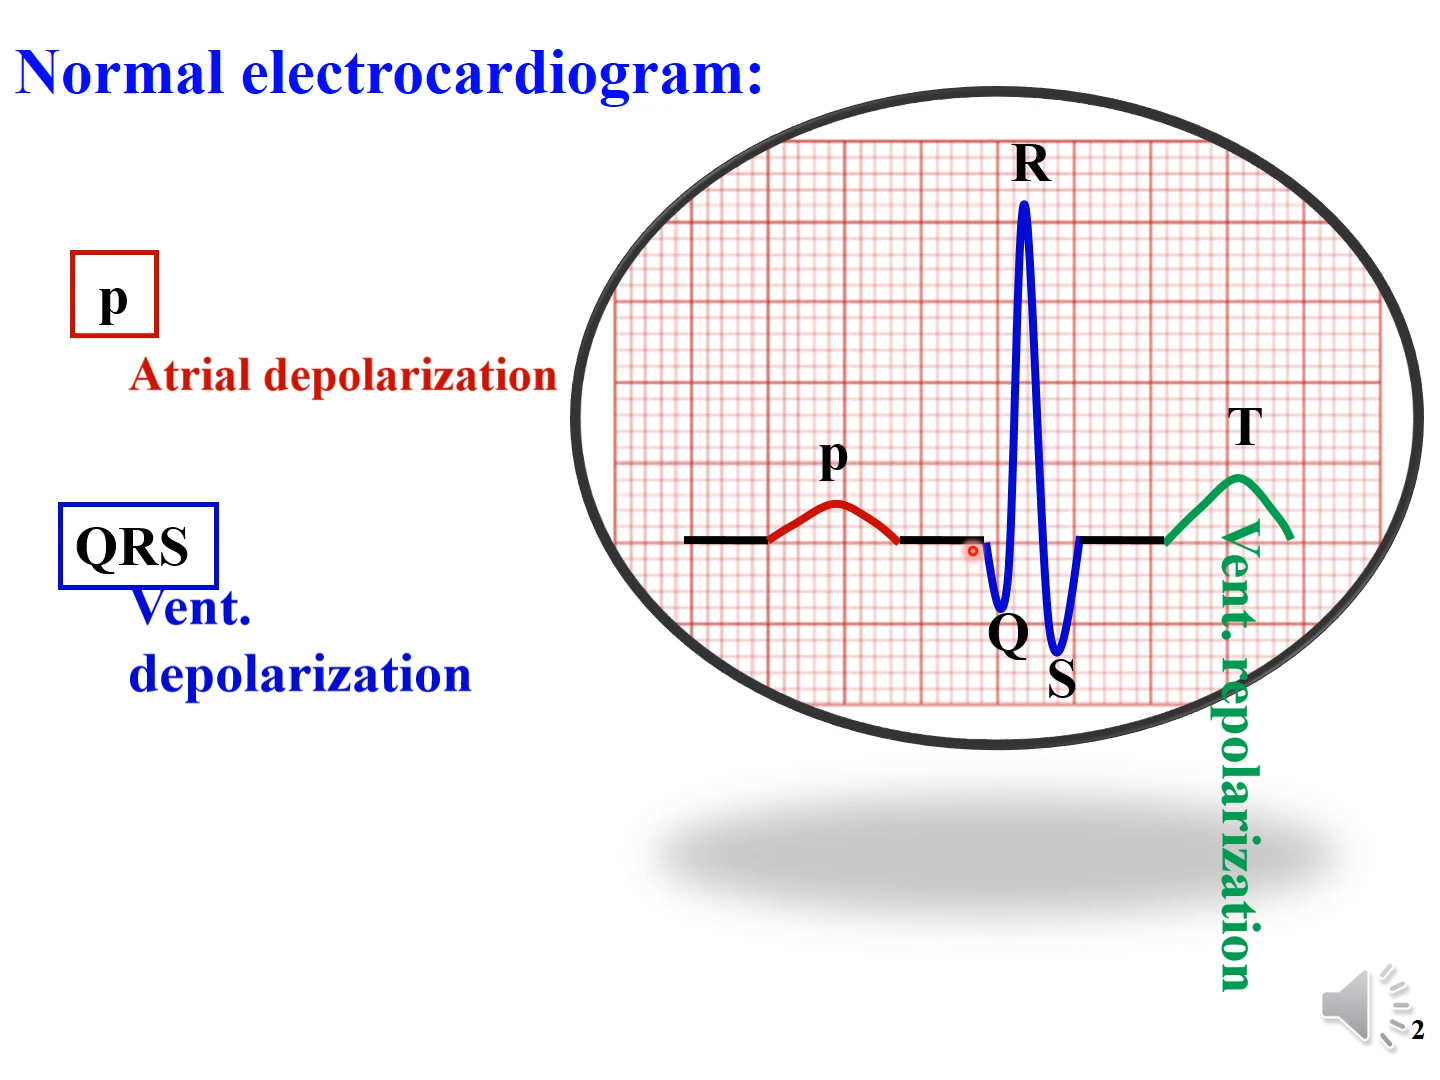 Normal electrocardiogram:
p
Atrial depolarization
QRS
Vent.
depolarization
R
p
T
Q
S
Vent. repolarization
2